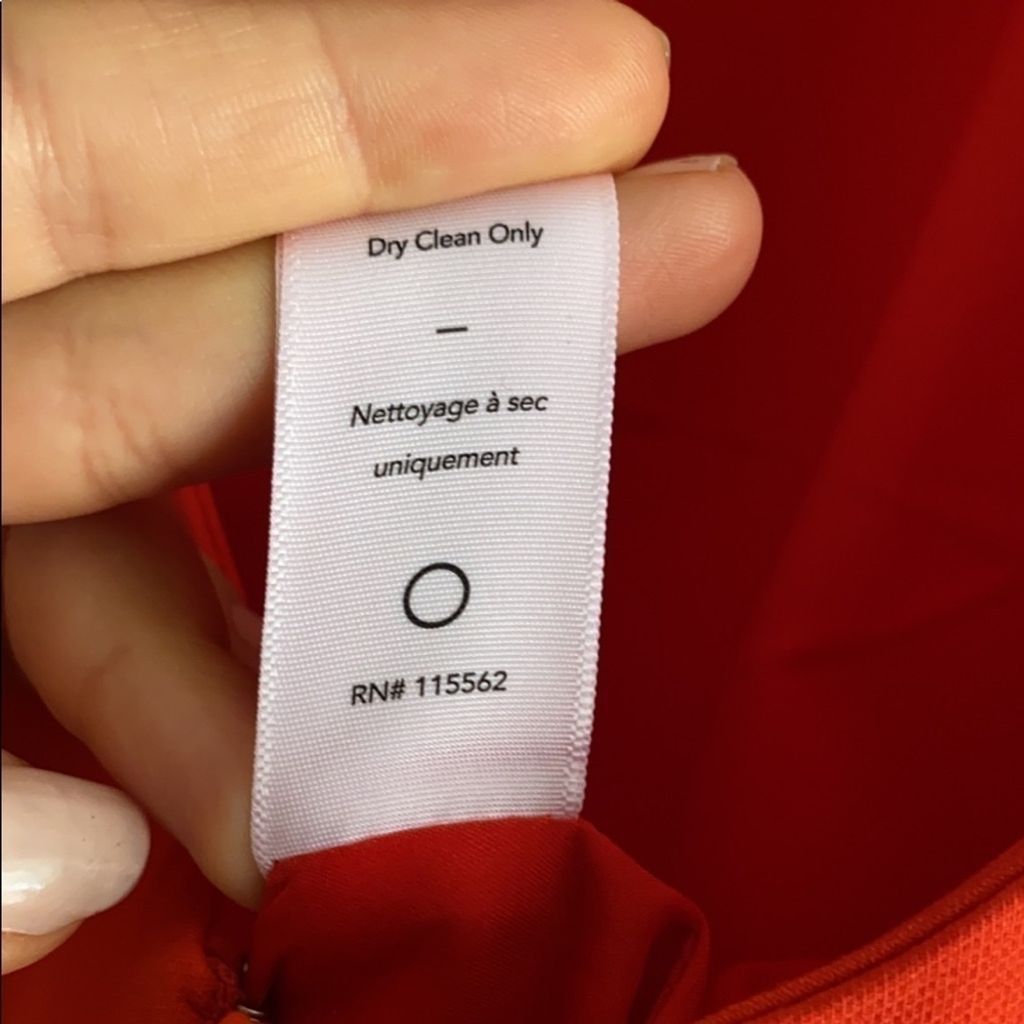 Dry Clean Only
–
Nettoyage à sec
uniquement
RN# 115562